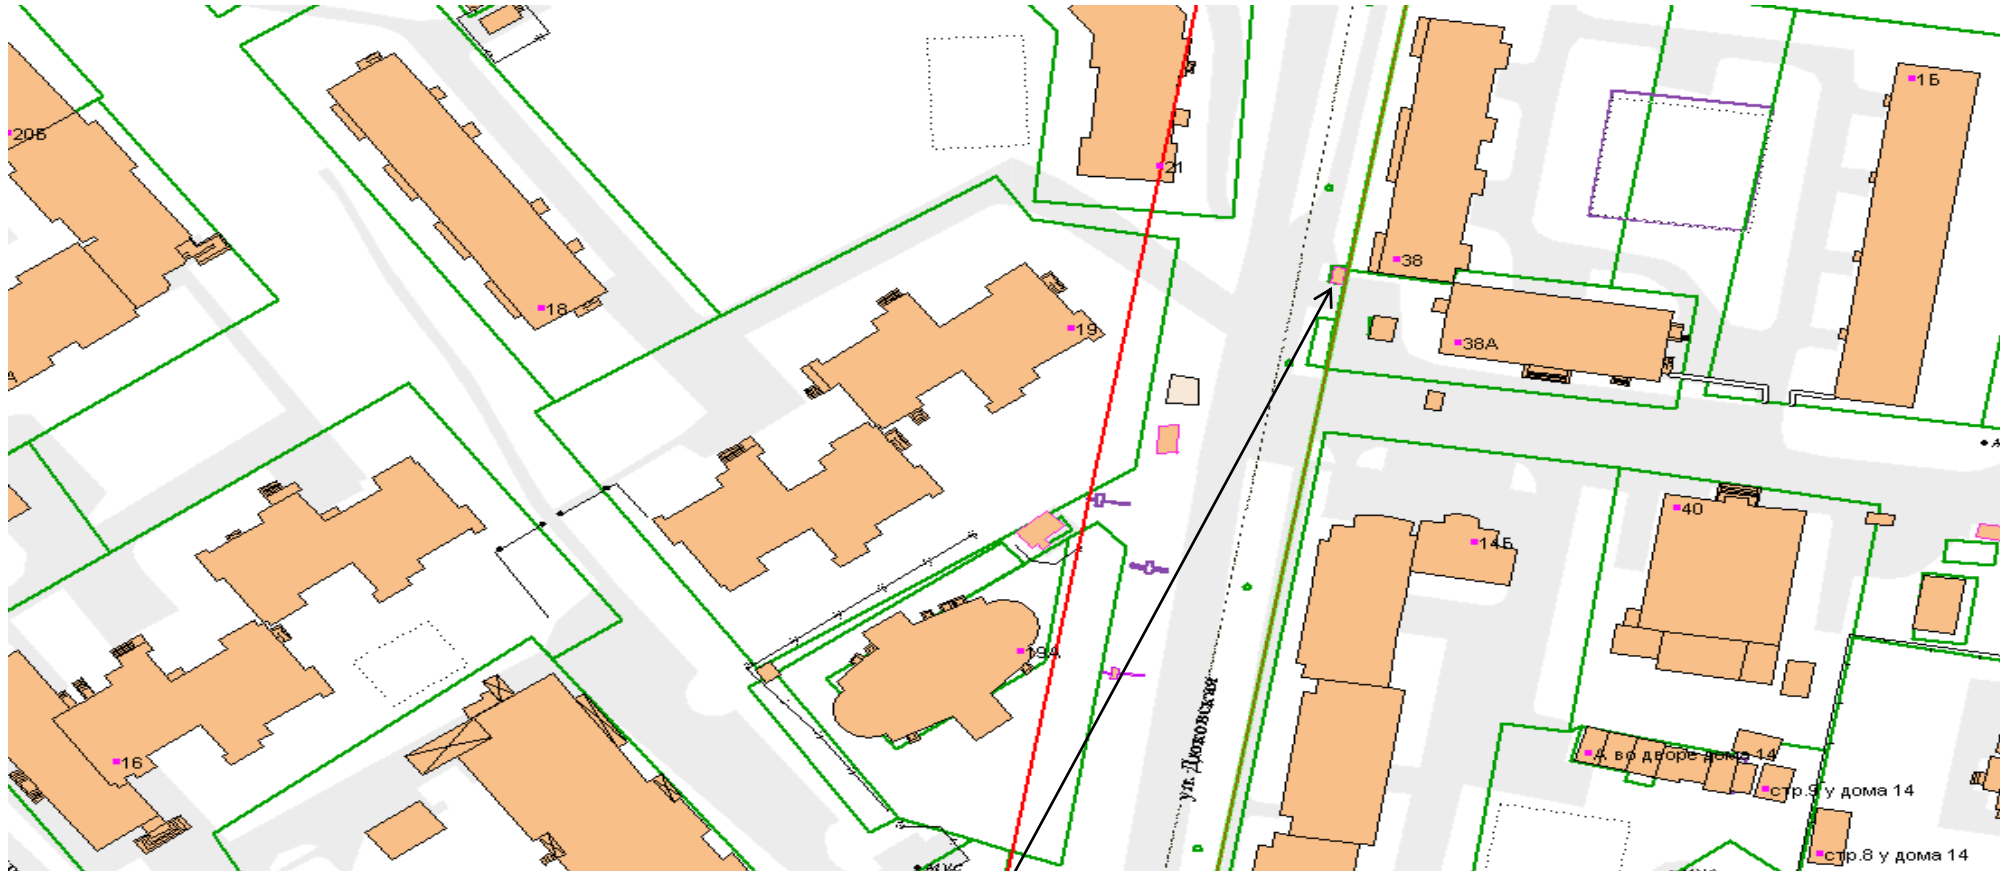 1Б
20Б
21
38
18
19
38А
40
14Б
19А
ул. Дюковская
А во дворе дома 14
16
стр.9 у дома 14
стр.8 у дома 14